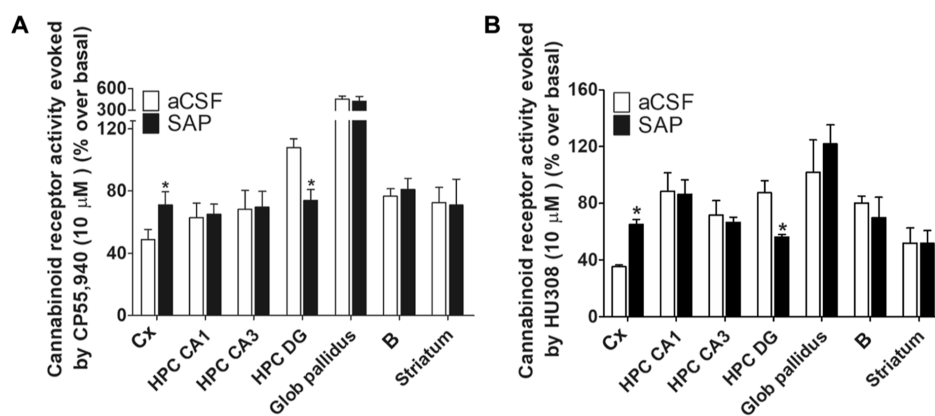 A
Cannabinoid receptor activity evoked
by CP55,940 (10 μM ) (% over basal)
600
300
120
80
40
0
aCSF
SAP
*
*
Cx
HPC CA1
HPC CA3
HPC DG
Glob pallidus
B
Striatum
B
Cannabinoid receptor activity evoked
by HU308 (10 μM ) (% over basal)
160
120
80
40
0
aCSF
SAP
*
*
Cx
HPC CA1
HPC CA3
HPC DG
Glob pallidus
B
Striatum